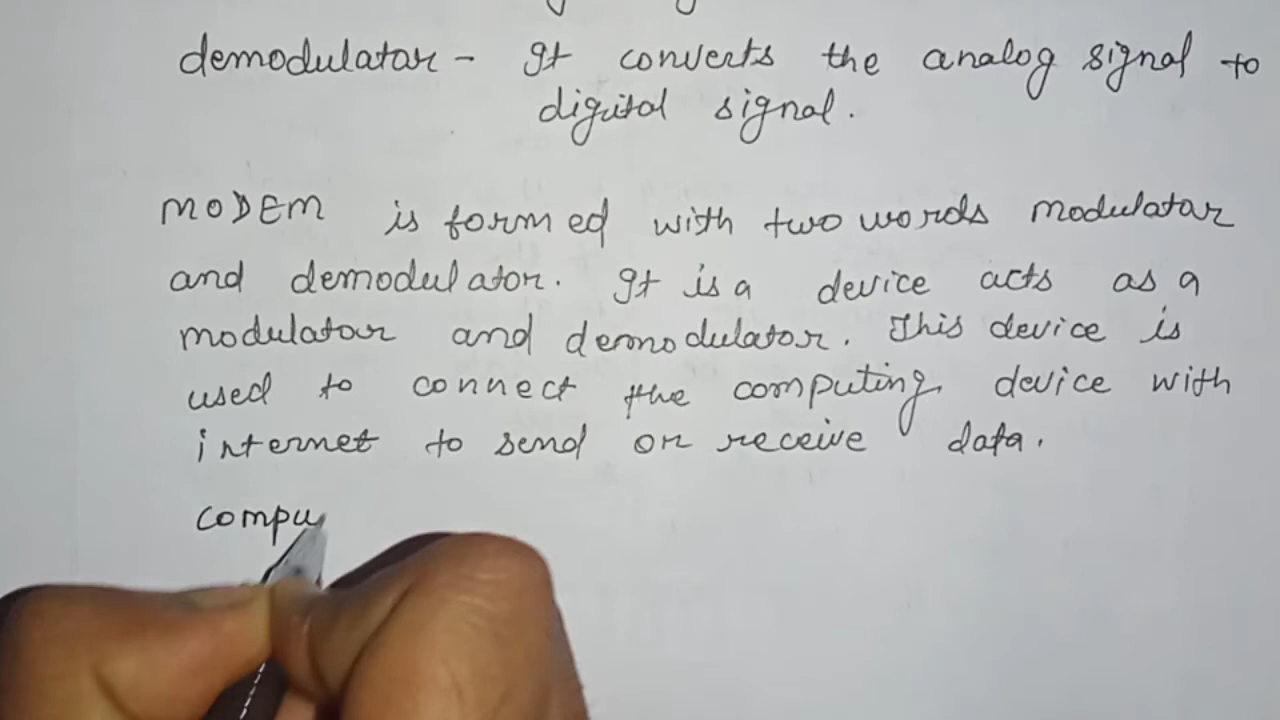 demodulator - It converts the analog signal to
digital signal.
MODEM is formed with two words modulator
and demodulator. It is a device acts as a
modulator and demodulator. This device is
used to connect the computing device with
internet to send or receive data.
compu